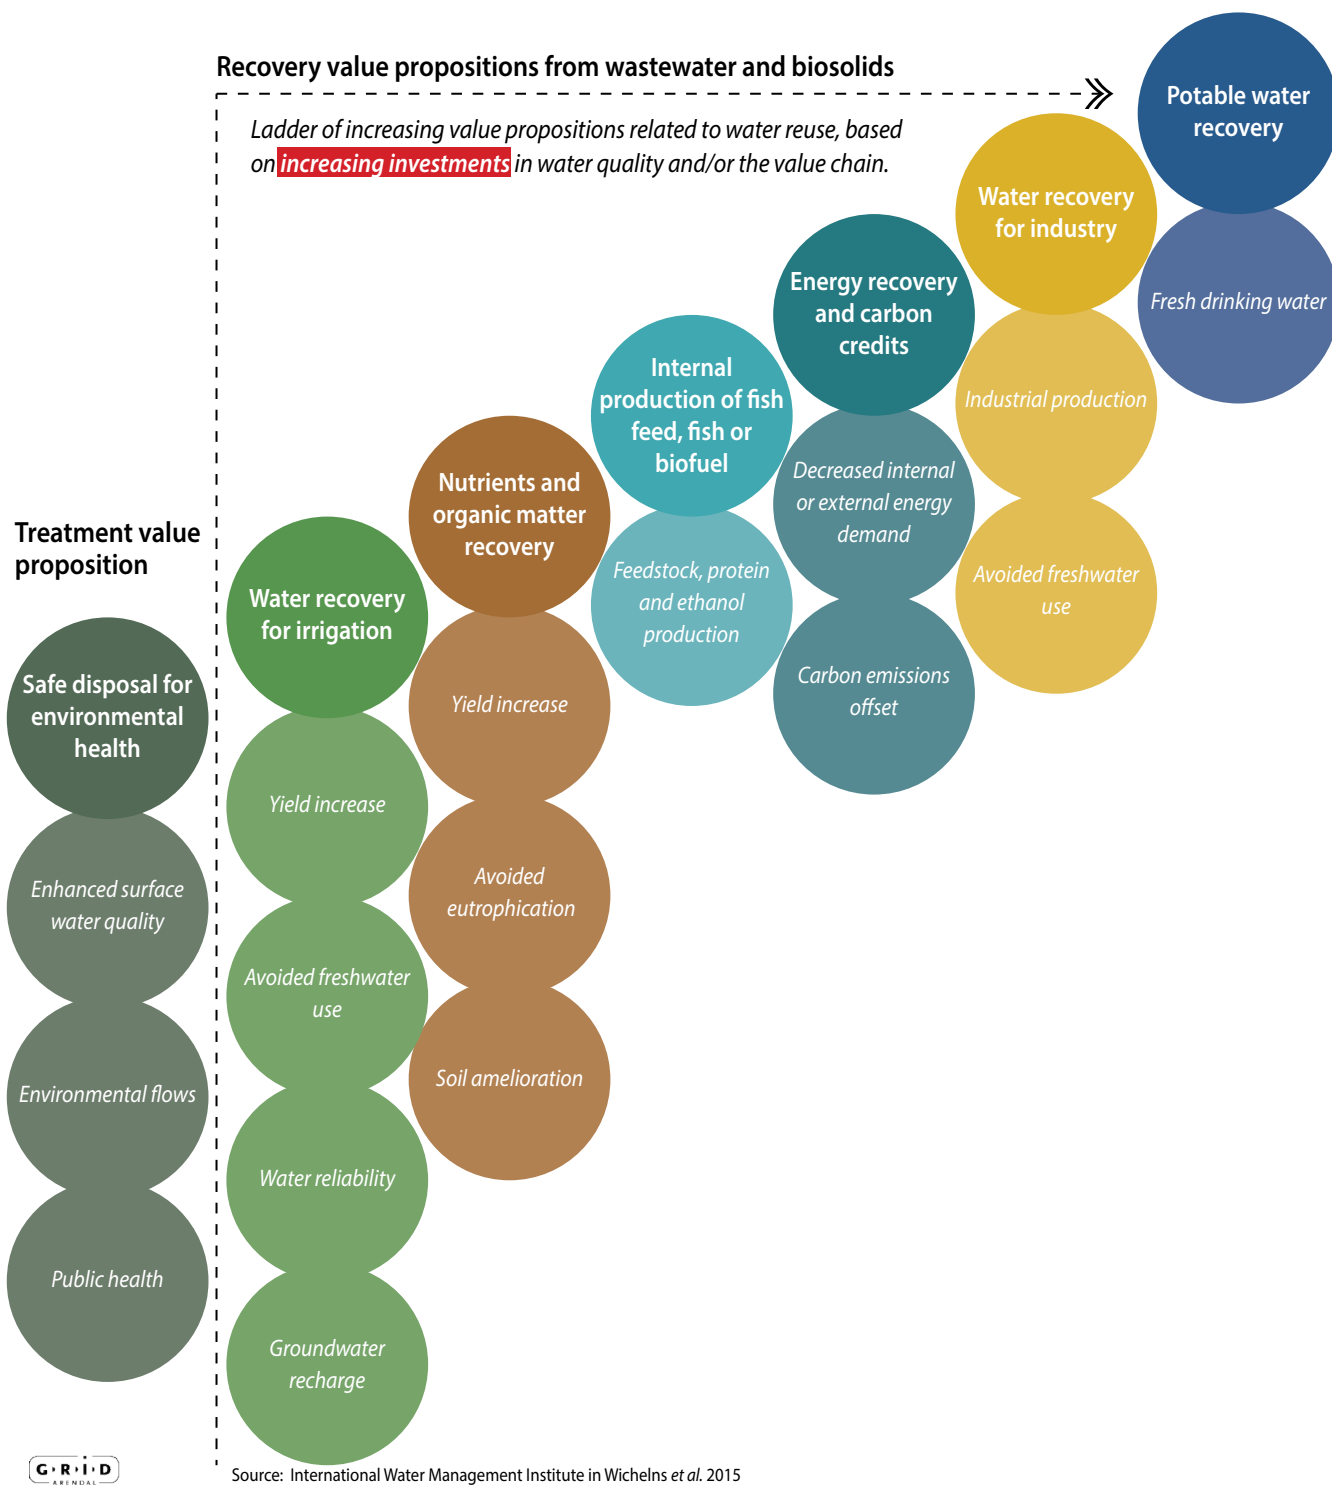 Recovery value propositions from wastewater and biosolids
Ladder of increasing value propositions related to water reuse, based
on increasing investments in water quality and/or the value chain.
Treatment value
proposition
Safe disposal for
environmental
health
Enhanced surface
water quality
Environmental flows
Public health
Water recovery
for irrigation
Yield increase
Avoided freshwater
use
Water reliability
Groundwater
recharge
Nutrients and
organic matter
recovery
Yield increase
Avoided
eutrophication
Soil amelioration
Internal
production of fish
feed, fish or
biofuel
Feedstock, protein
and ethanol
production
Energy recovery
and carbon
credits
Decreased internal
or external energy
demand
Carbon emissions
offset
Water recovery
for industry
Industrial production
Avoided freshwater
use
Potable water
recovery
Fresh drinking water
G·R·i·D
ARENDAL
Source: International Water Management Institute in Wichelns et al. 2015